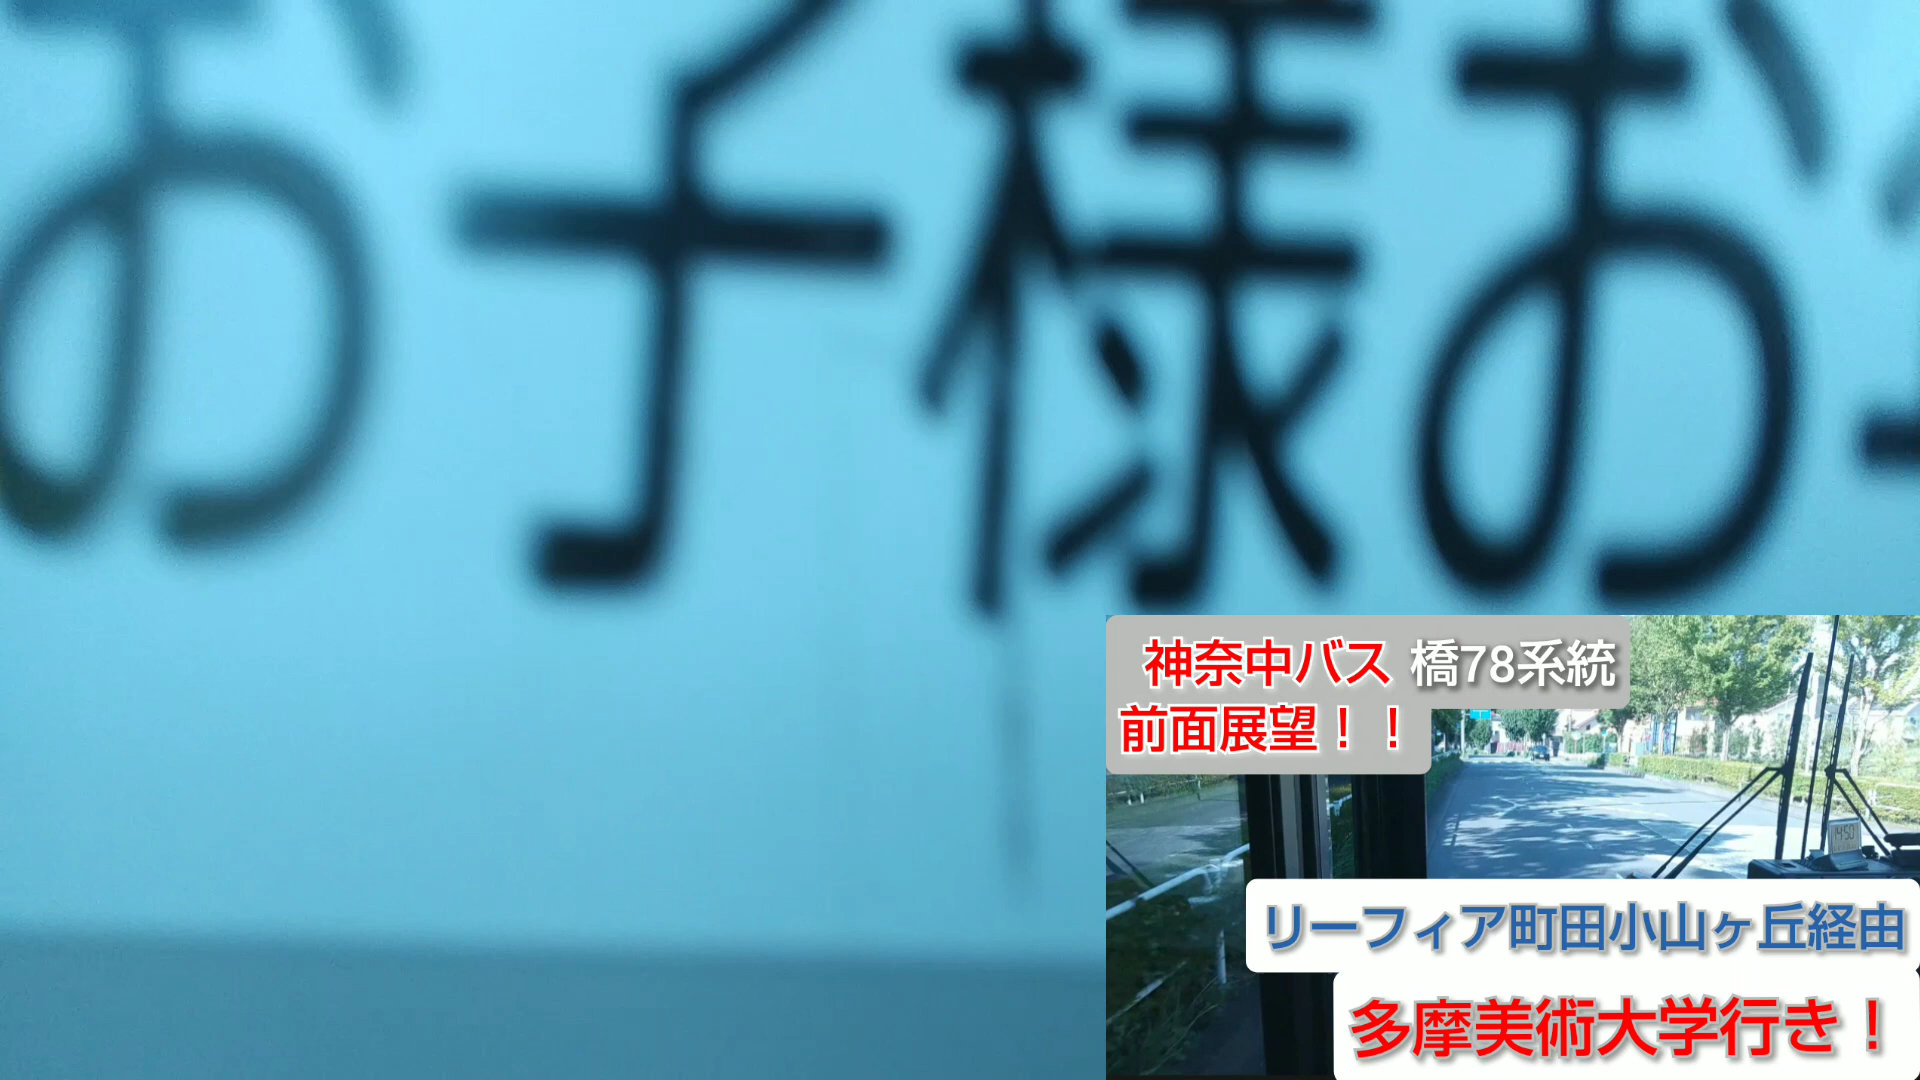 お子様お
神奈中バス 橋78系統
前面展望！！
14:50
リーフィア町田小山ヶ丘経由
多摩美術大学行き！